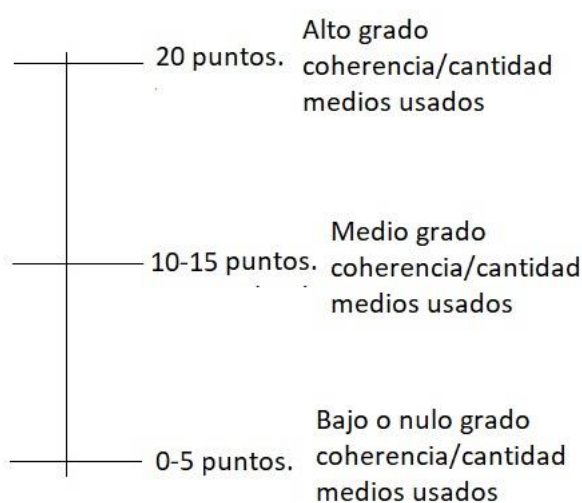 20 puntos.
Alto grado
coherencia/cantidad
medios usados
10-15 puntos.
Medio grado
coherencia/cantidad
medios usados
0-5 puntos.
Bajo o nulo grado
coherencia/cantidad
medios usados